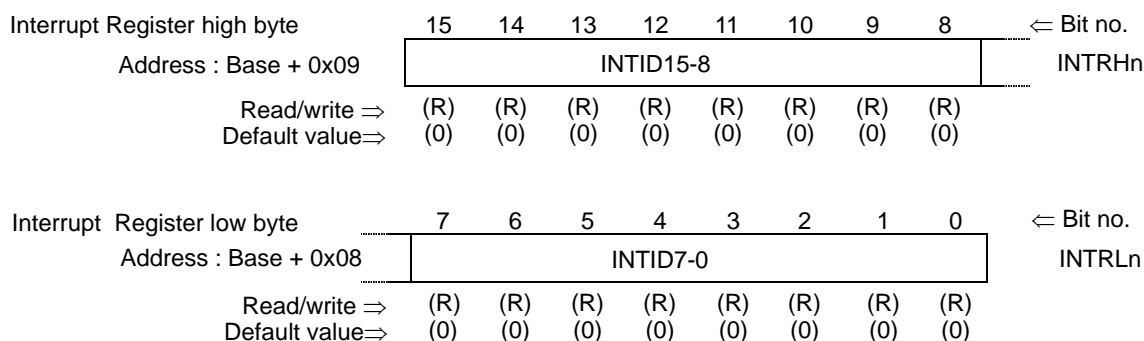 Interrupt Register high byte 15 14 13 12 11 10 9 8 ⇐ Bit no.
Address : Base + 0x09 INTID15-8 INTRHn
Read/write ⇒ (R) (R) (R) (R) (R) (R) (R) (R)
Default value⇒ (0) (0) (0) (0) (0) (0) (0) (0)
Interrupt Register low byte 7 6 5 4 3 2 1 0 ⇐ Bit no.
Address : Base + 0x08 INTID7-0 INTRLn
Read/write ⇒ (R) (R) (R) (R) (R) (R) (R) (R)
Default value⇒ (0) (0) (0) (0) (0) (0) (0) (0)